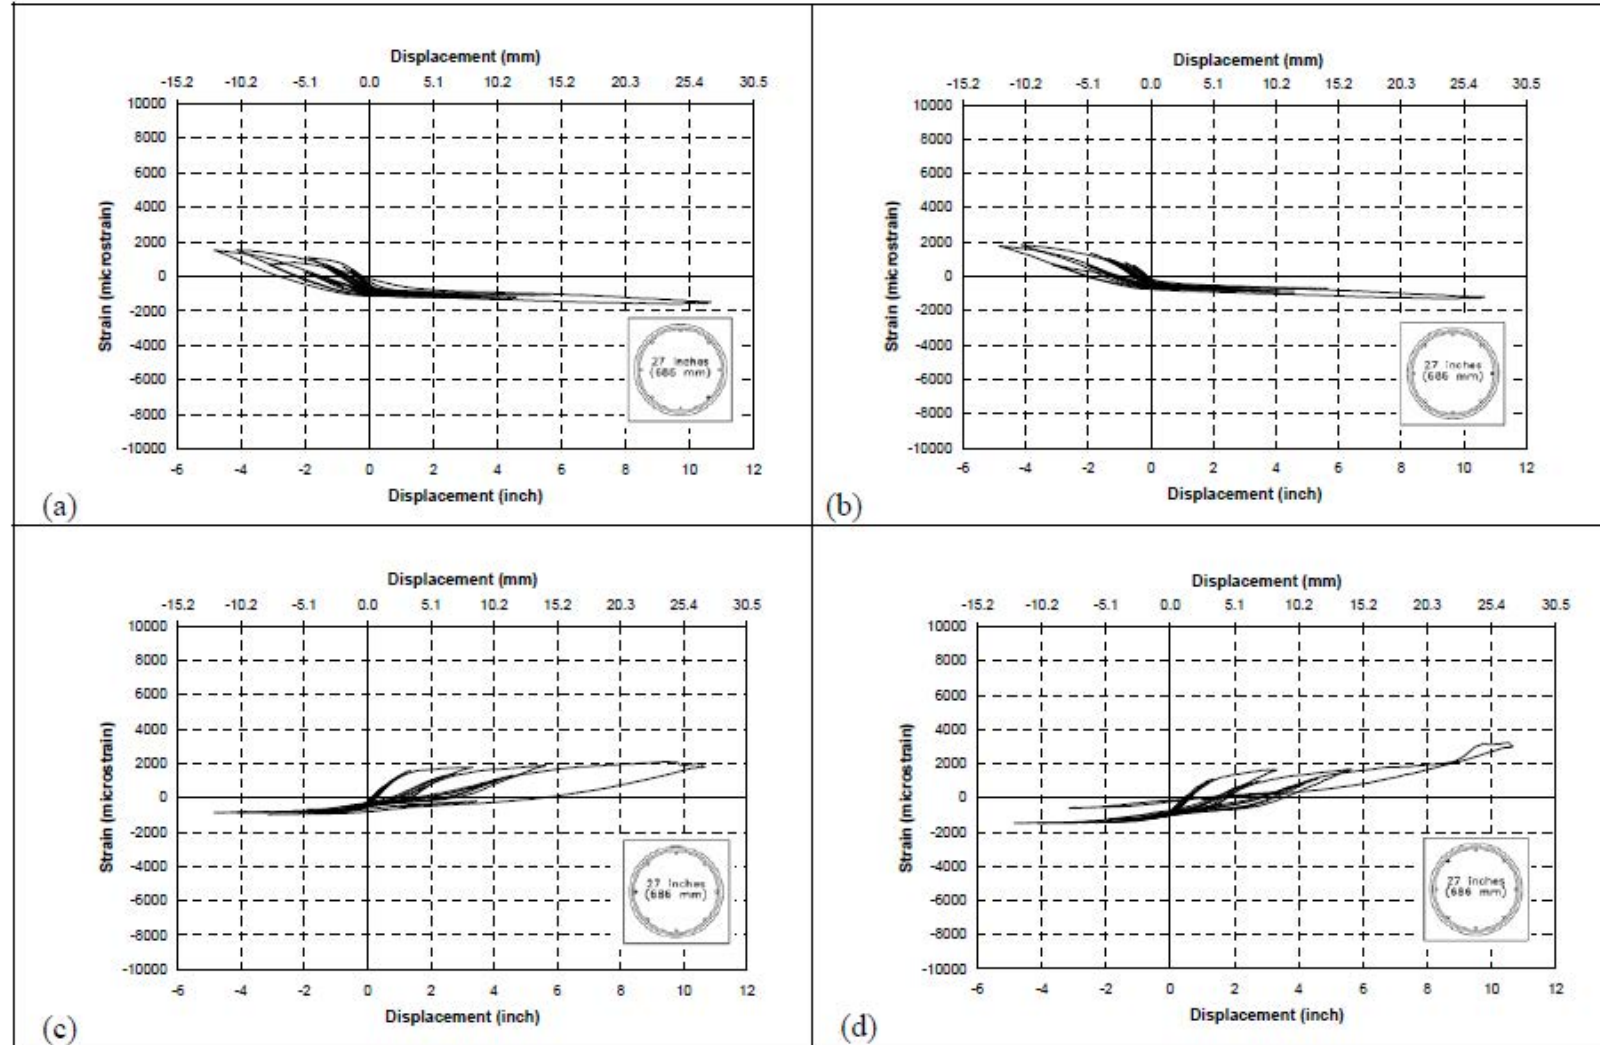 Displacement (mm)
-15.2 -10.2 -5.1 0.0 5.1 10.2 15.2 20.3 25.4 30.5
10000
8000
6000
4000
2000
0
-2000
-4000
-6000
-8000
-10000
Strain (microstrain)
27 inches
(686 mm)
-6 -4 -2 0 2 4 6 8 10 12
Displacement (inch)
(a)
Displacement (mm)
-15.2 -10.2 -5.1 0.0 5.1 10.2 15.2 20.3 25.4 30.5
10000
8000
6000
4000
2000
0
-2000
-4000
-6000
-8000
-10000
Strain (microstrain)
27 inches
(686 mm)
-6 -4 -2 0 2 4 6 8 10 12
Displacement (inch)
(b)
Displacement (mm)
-15.2 -10.2 -5.1 0.0 5.1 10.2 15.2 20.3 25.4 30.5
10000
8000
6000
4000
2000
0
-2000
-4000
-6000
-8000
-10000
Strain (microstrain)
27 inches
(686 mm)
-6 -4 -2 0 2 4 6 8 10 12
Displacement (inch)
(c)
Displacement (mm)
-15.2 -10.2 -5.1 0.0 5.1 10.2 15.2 20.3 25.4 30.5
10000
8000
6000
4000
2000
0
-2000
-4000
-6000
-8000
-10000
Strain (microstrain)
27 inches
(686 mm)
-6 -4 -2 0 2 4 6 8 10 12
Displacement (inch)
(d)